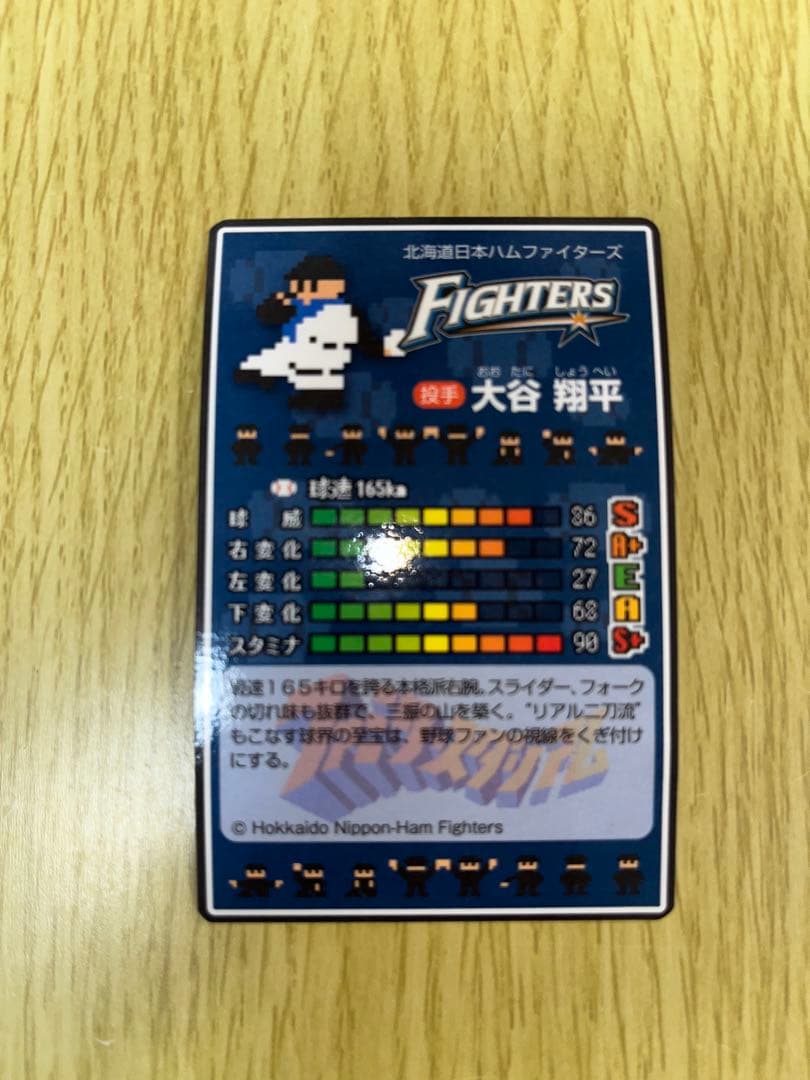 北海道日本ハムファイターズ
FIGHTERS
おお たに しょう へい
投手 大谷 翔平
球速 165km
球 威 86 S
右変化 72 A+
左変化 27 E
下変化 68 A
スタミナ 90 S+
最速165キロを誇る本格派右腕。スライダー、フォーク
の切れ味も抜群で、三振の山を築く。"リアル二刀流"
もこなす球界の至宝は、野球ファンの視線をくぎ付け
にする。
ファミスタ
© Hokkaido Nippon-Ham Fighters